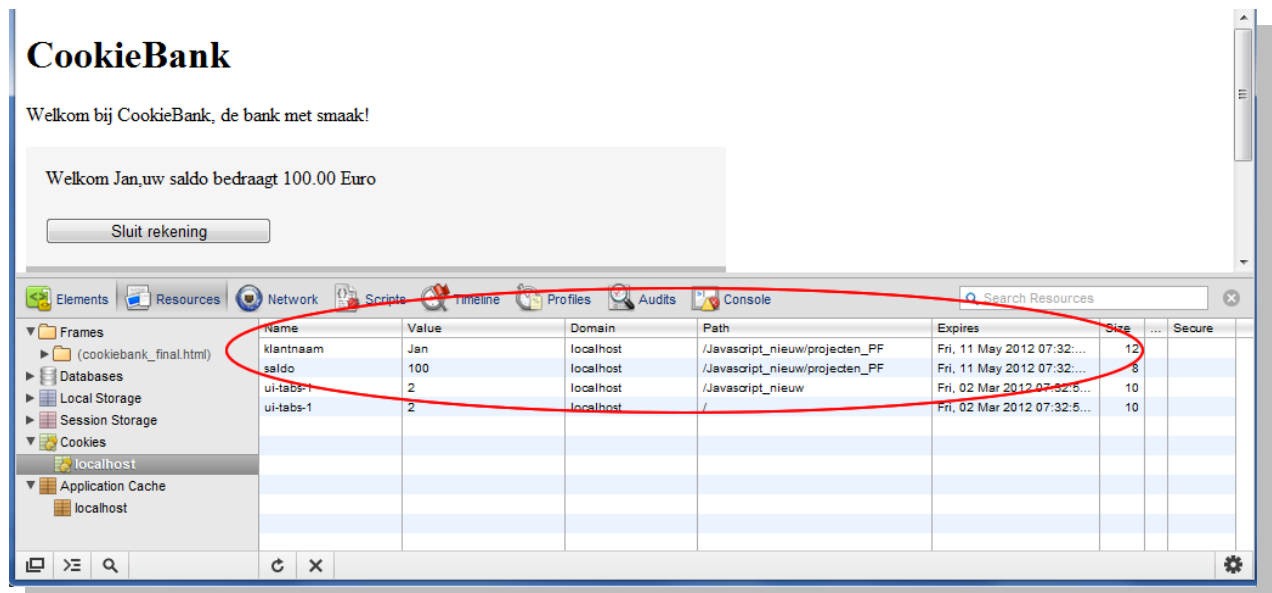 CookieBank
Welkom bij CookieBank, de bank met smaak!
Welkom Jan,uw saldo bedraagt 100.00 Euro
Sluit rekening
Elements Resources Network Scripts Timeline Profiles Audits Console Search Resources
Frames
(cookiebank_final.html)
Databases
Local Storage
Session Storage
Cookies
localhost
Application Cache
localhost
Name Value Domain Path Expires Size ... Secure
klantnaam Jan localhost /Javascript_nieuw/projecten_PF Fri, 11 May 2012 07:32:... 12
saldo 100 localhost /Javascript_nieuw/projecten_PF Fri, 11 May 2012 07:32:... 8
ui-tabs-1 2 localhost /Javascript_nieuw Fri, 02 Mar 2012 07:32:5... 10
ui-tabs-1 2 localhost / Fri, 02 Mar 2012 07:32:5... 10